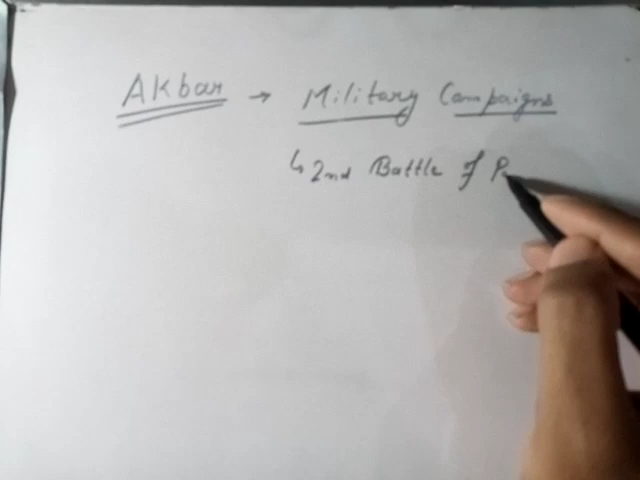 Akbar → Military Campaigns
↳ 2nd Battle of P